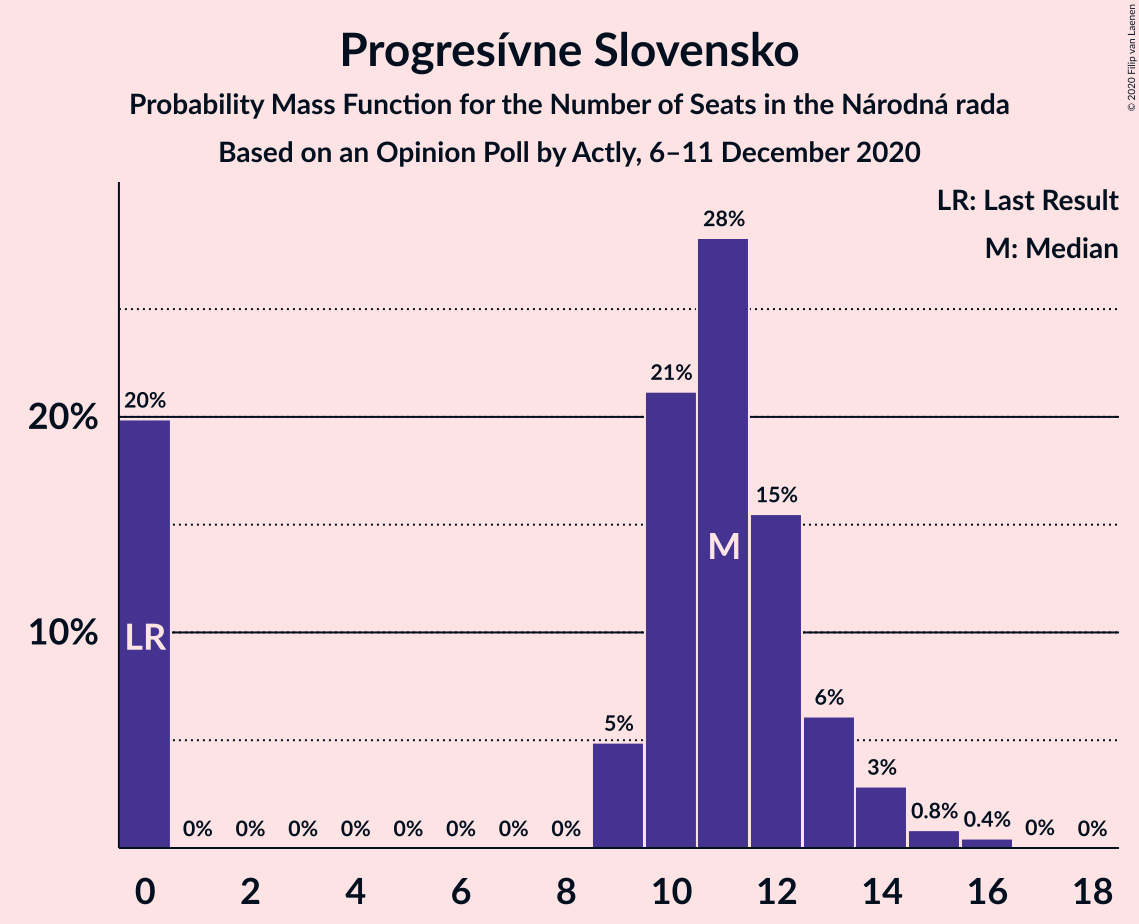 Progresívne Slovensko
Probability Mass Function for the Number of Seats in the Národná rada
Based on an Opinion Poll by Actly, 6–11 December 2020
© 2020 Filip van Laenen
LR: Last Result
M: Median
28%
21%
20%
20%
15%
M
10%
LR
6%
5%
3%
0.8%
0.4%
0% 0% 0% 0% 0% 0% 0% 0% 0% 0%
0 2 4 6 8 10 12 14 16 18